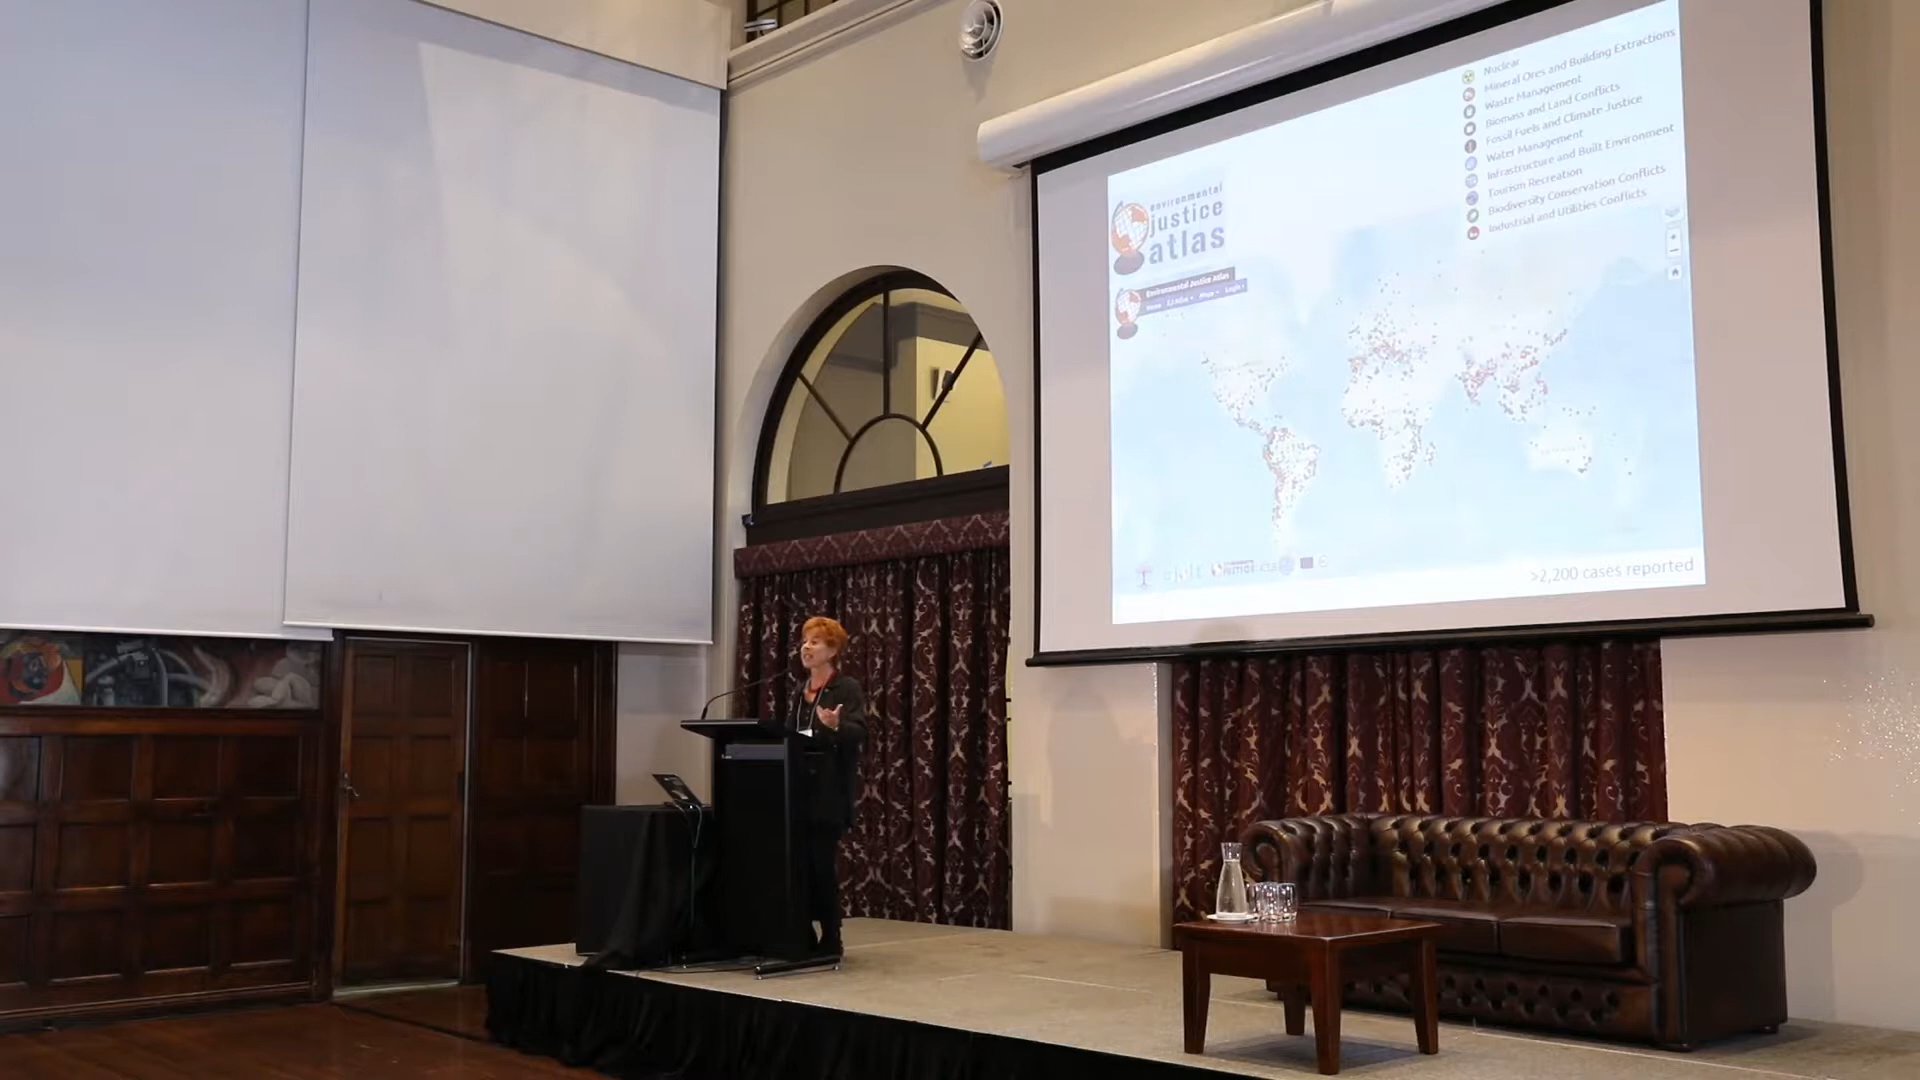 Nuclear
Mineral Ores and Building Extractions
Waste Management
Biomass and Land Conflicts
Fossil Fuels and Climate Justice
Water Management
Infrastructure and Built Environment
Tourism Recreation
Biodiversity Conservation Conflicts
Industrial and Utilities Conflicts
environmental
justice
atlas
Environmental Justice Atlas
>2,200 cases reported